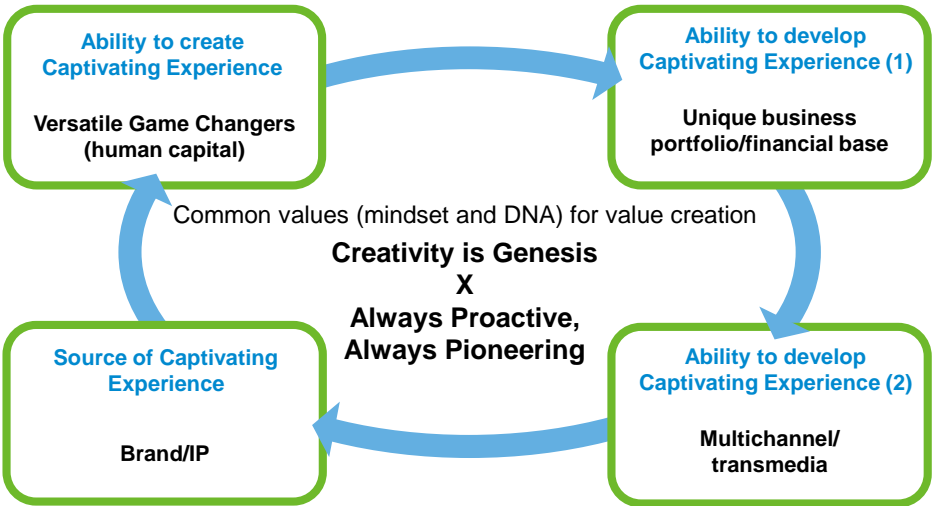 Ability to create
Captivating Experience
Versatile Game Changers
(human capital)
Ability to develop
Captivating Experience (1)
Unique business
portfolio/financial base
Common values (mindset and DNA) for value creation
Creativity is Genesis
X
Always Proactive,
Always Pioneering
Source of Captivating
Experience
Brand/IP
Ability to develop
Captivating Experience (2)
Multichannel/
transmedia